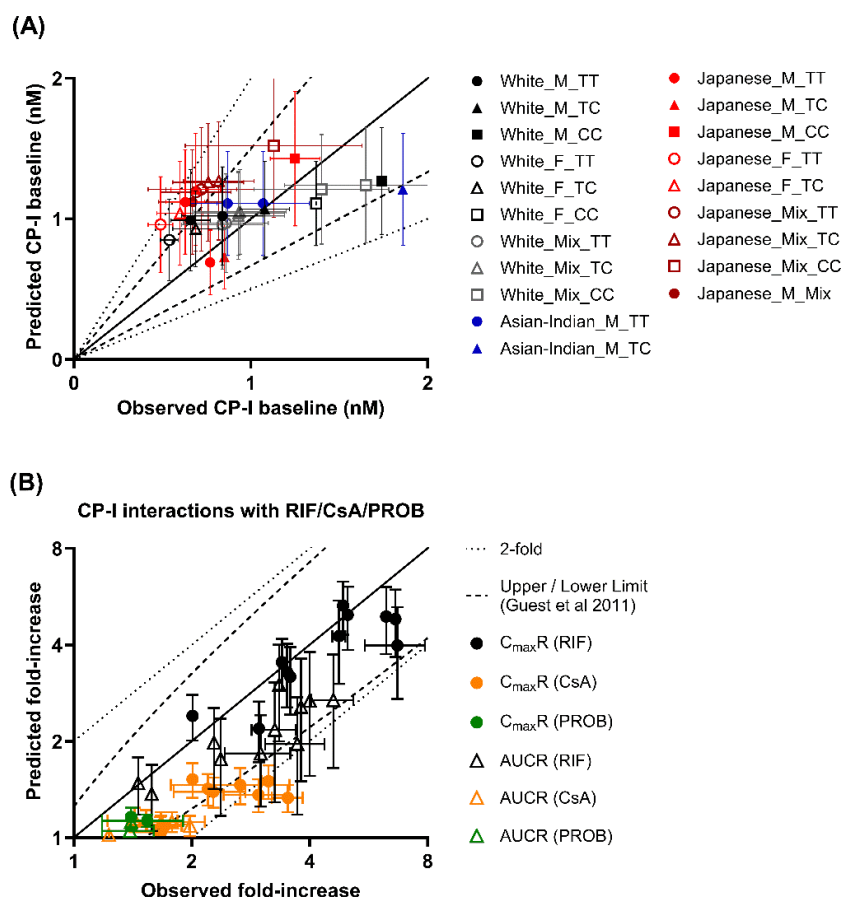 (A)
Predicted CP-I baseline (nM)
2
1
0
0
1
2
Observed CP-I baseline (nM)
White_M_TT
White_M_TC
White_M_CC
White_F_TT
White_F_TC
White_F_CC
White_Mix_TT
White_Mix_TC
White_Mix_CC
Asian-Indian_M_TT
Asian-Indian_M_TC
Japanese_M_TT
Japanese_M_TC
Japanese_M_CC
Japanese_F_TT
Japanese_F_TC
Japanese_Mix_TT
Japanese_Mix_TC
Japanese_Mix_CC
Japanese_M_Mix
(B)
CP-I interactions with RIF/CsA/PROB
Predicted fold-increase
8
4
2
1
1
2
4
8
Observed fold-increase
2-fold
Upper / Lower Limit
(Guest et al 2011)
CmaxR (RIF)
CmaxR (CsA)
CmaxR (PROB)
AUCR (RIF)
AUCR (CsA)
AUCR (PROB)